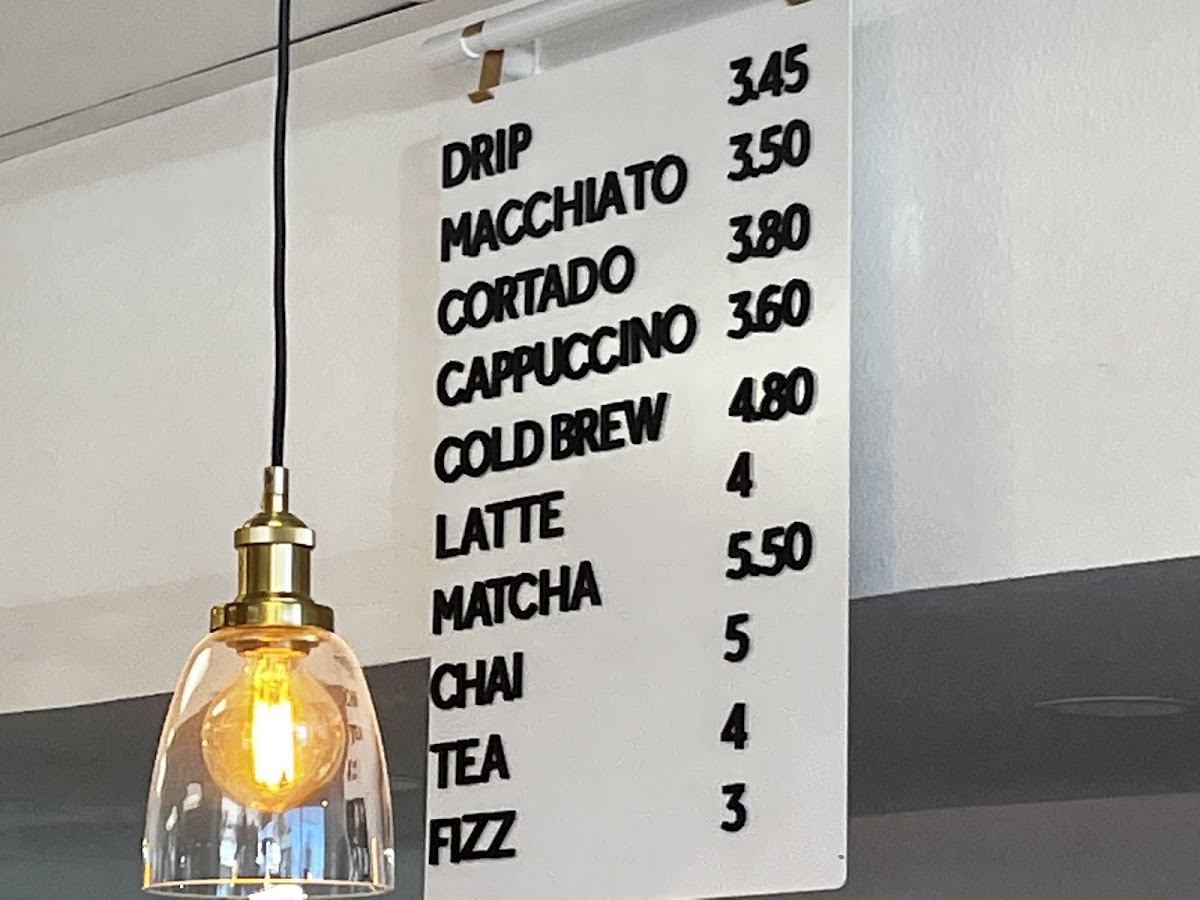 DRIP 3.45
MACCHIATO 3.50
CORTADO 3.80
CAPPUCCINO 3.60
COLD BREW 4.80
LATTE 4
MATCHA 5.50
CHAI 5
TEA 4
FIZZ 3